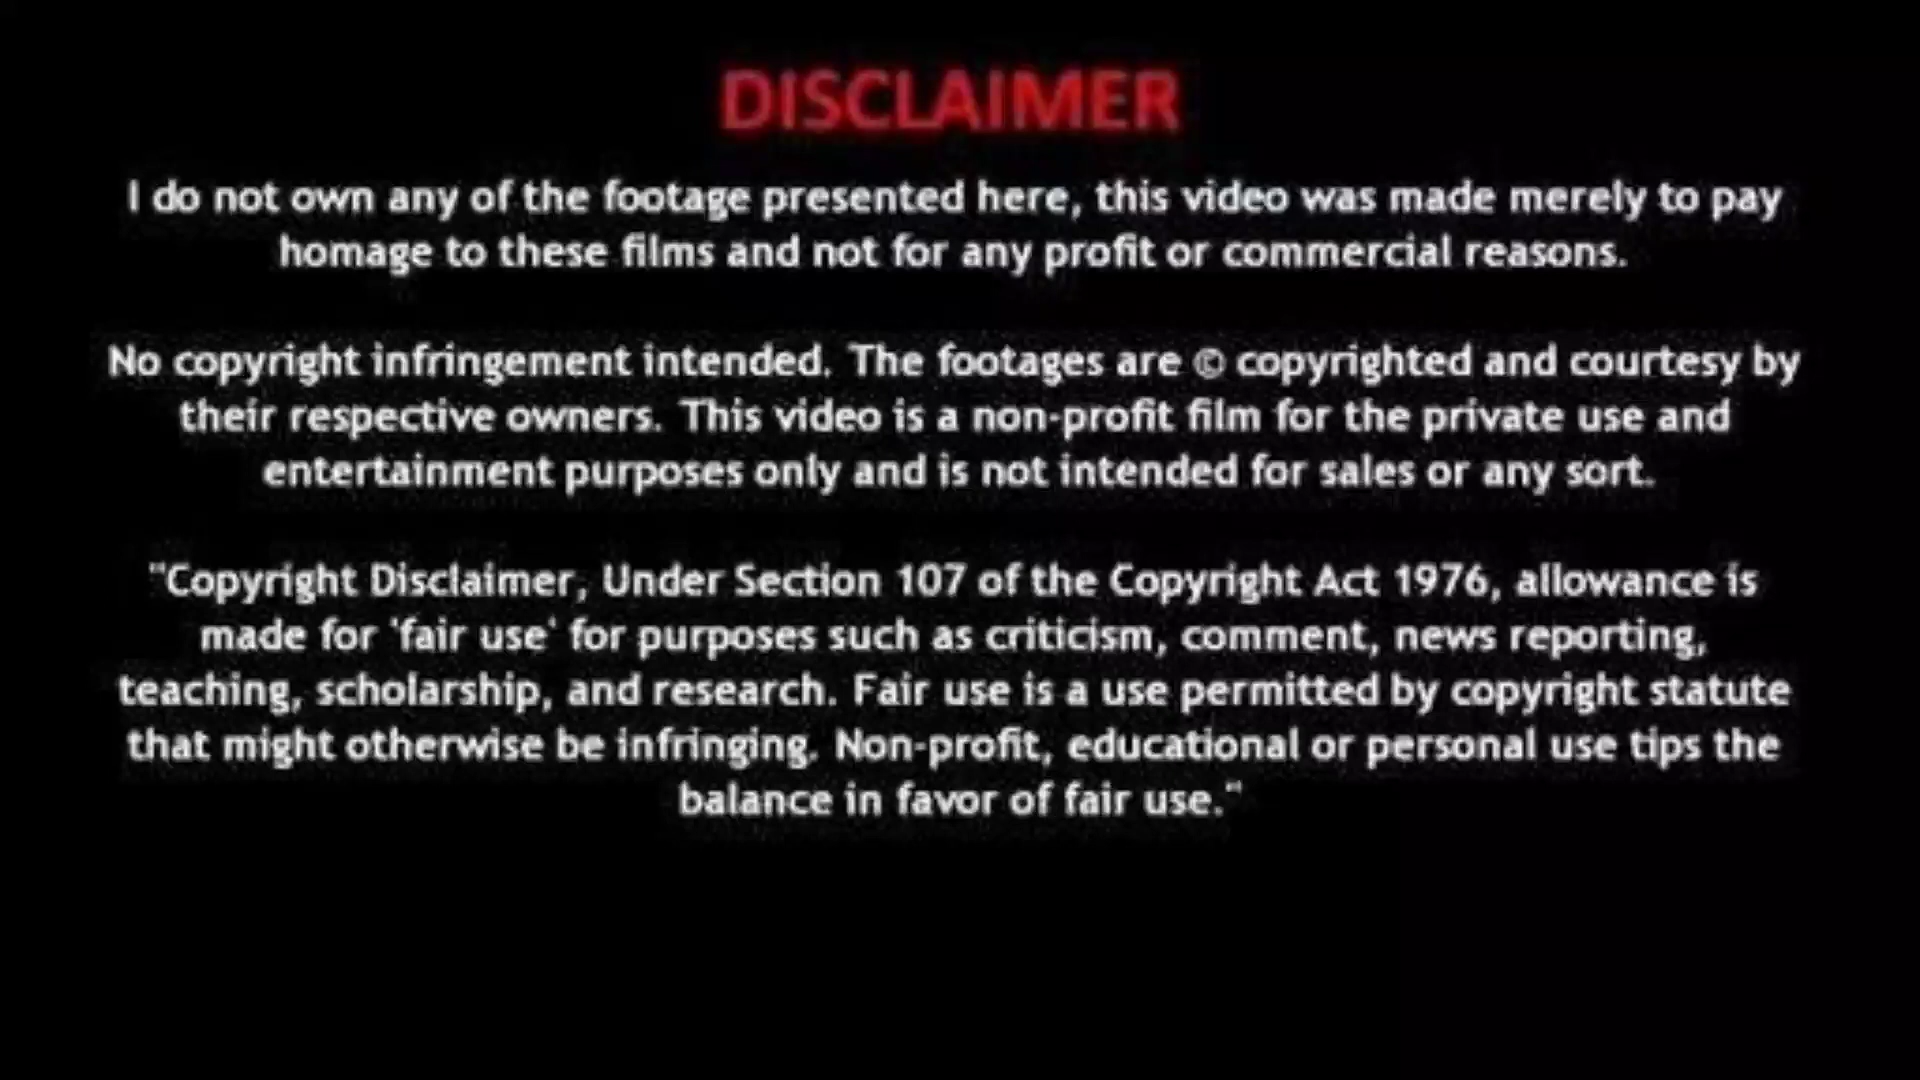 DISCLAIMER
I do not own any of the footage presented here, this video was made merely to pay
homage to these films and not for any profit or commercial reasons.
No copyright infringement intended. The footages are © copyrighted and courtesy by
their respective owners. This video is a non-profit film for the private use and
entertainment purposes only and is not intended for sales or any sort.
"Copyright Disclaimer, Under Section 107 of the Copyright Act 1976, allowance is
made for 'fair use' for purposes such as criticism, comment, news reporting,
teaching, scholarship, and research. Fair use is a use permitted by copyright statute
that might otherwise be infringing. Non-profit, educational or personal use tips the
balance in favor of fair use."